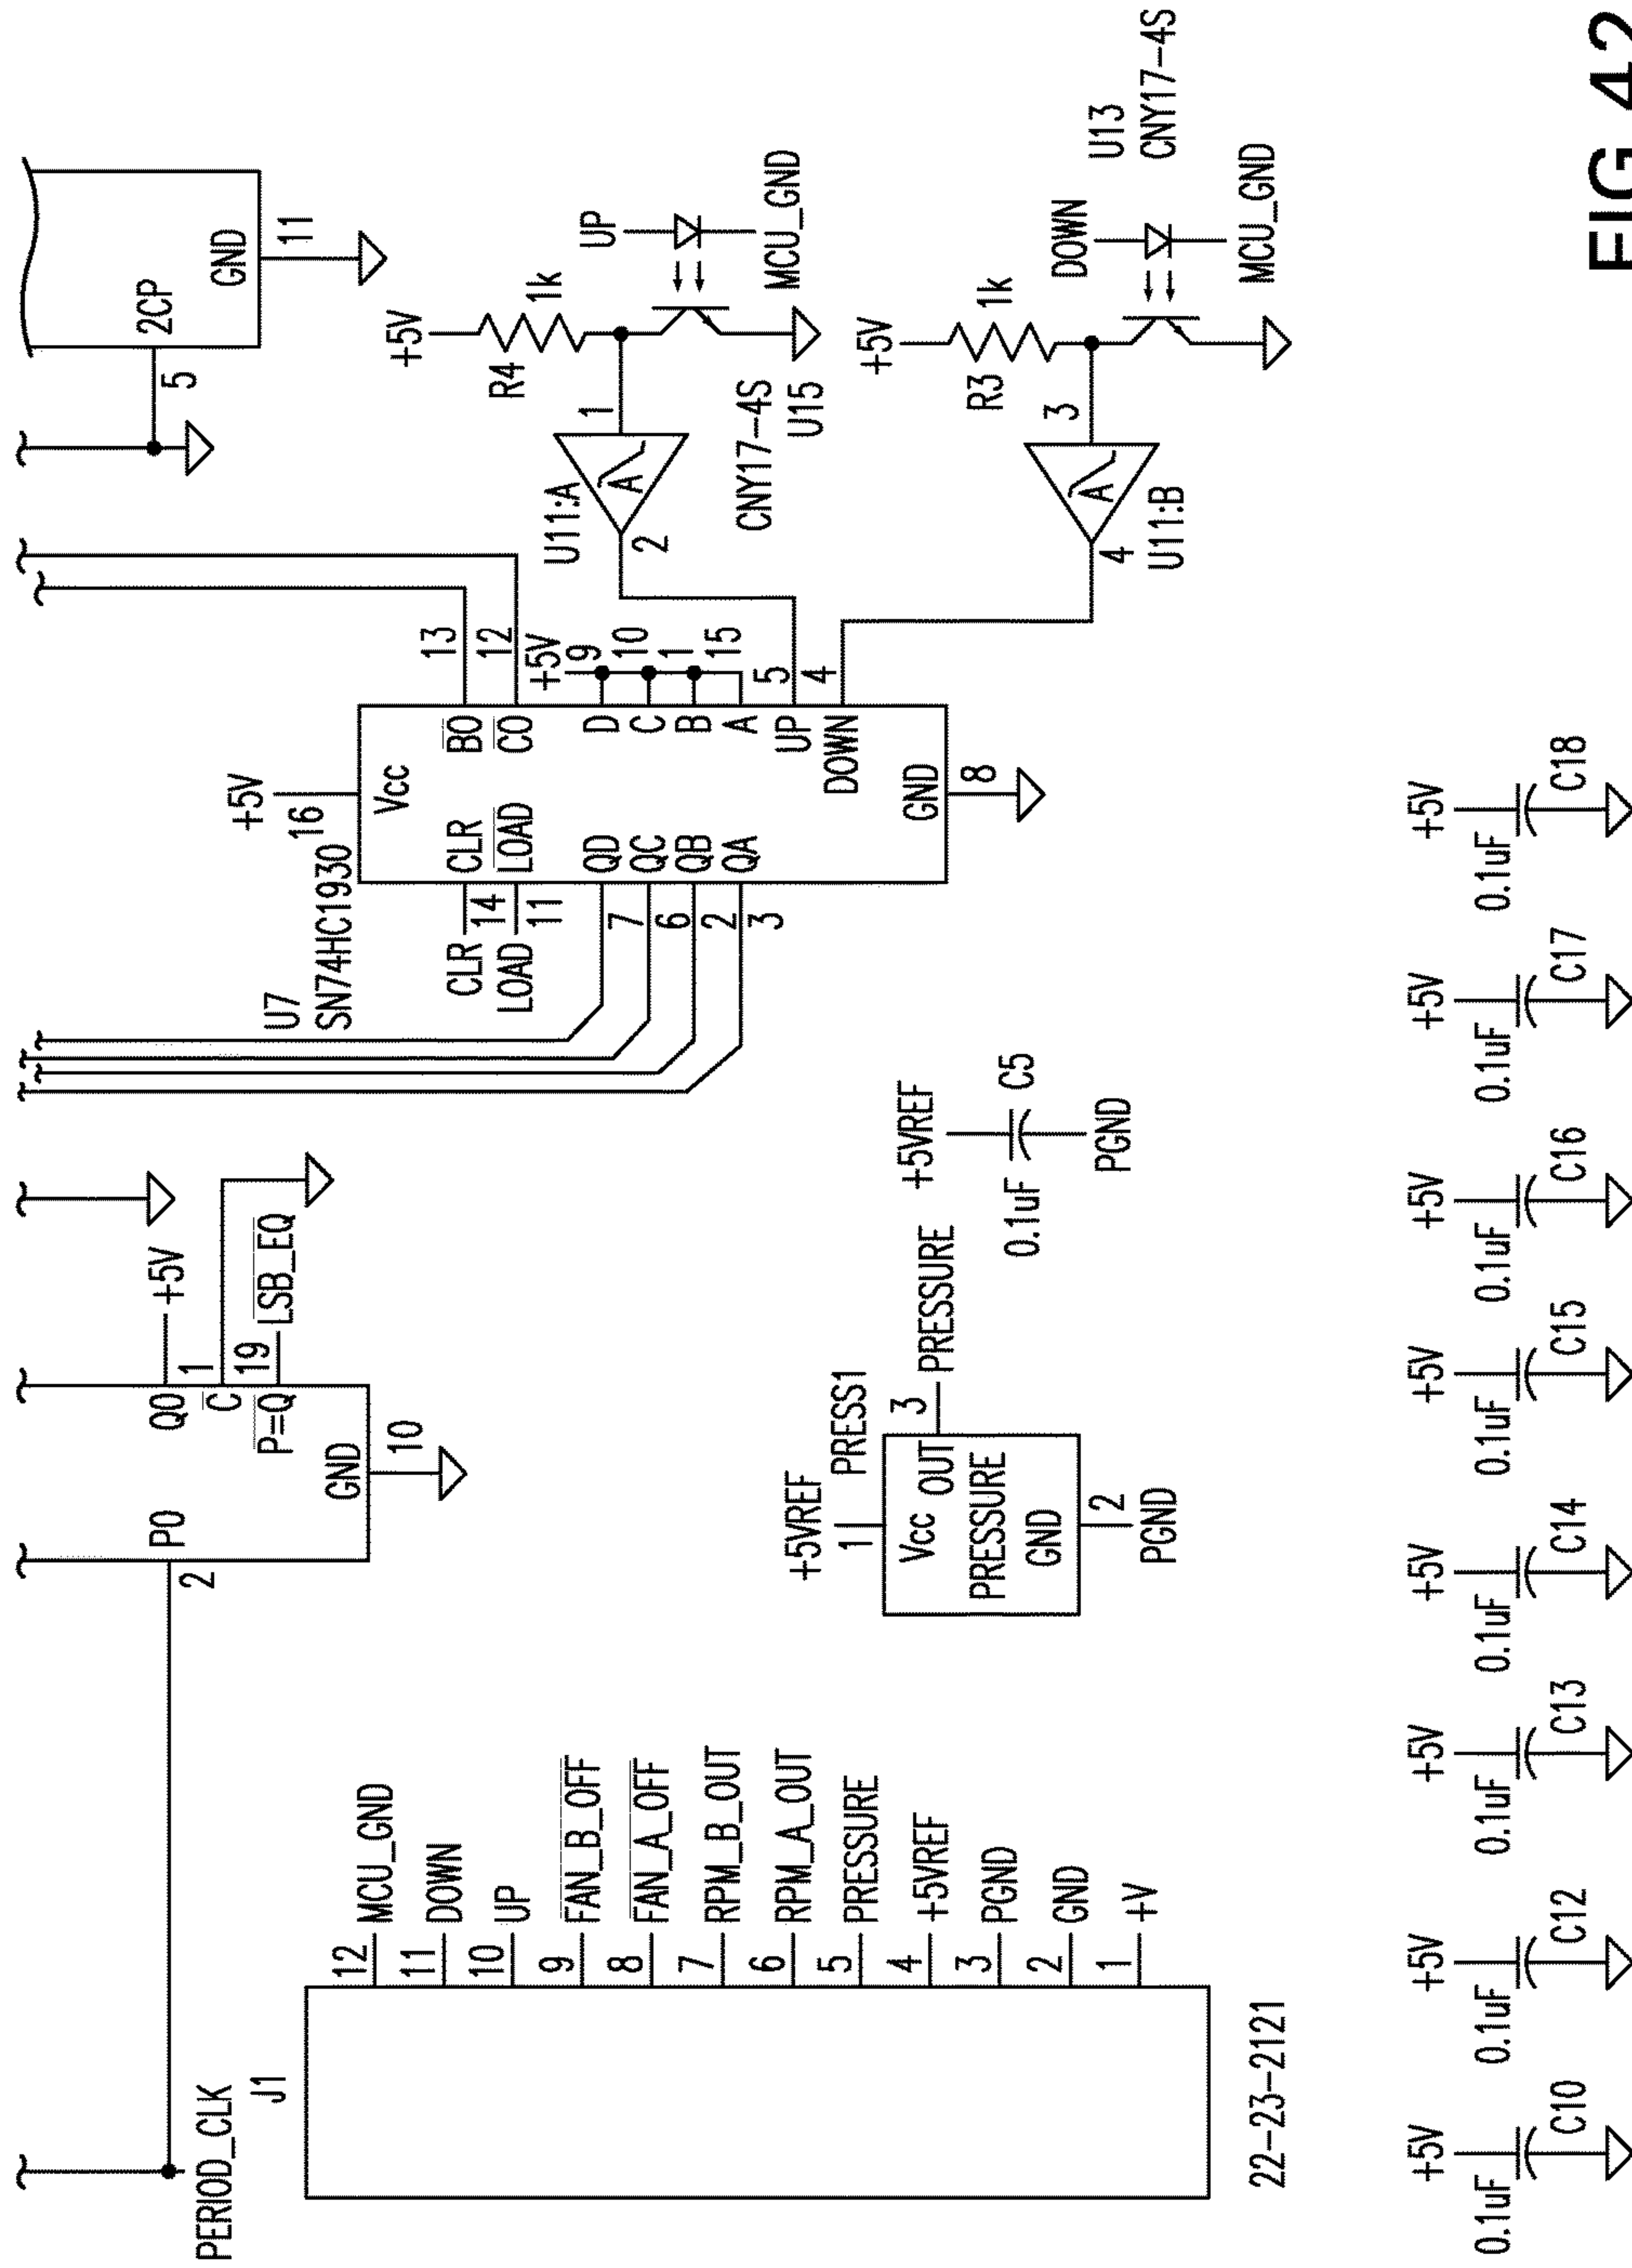 PERIOD_CLK
2
P0
Q0
+5V
C
1
P=Q
19
LSB_EQ
GND
10
2CP
5
GND
11
J1
12 MCU_GND
11 DOWN
10 UP
9 FAN_B_OFF
8 FAN_A_OFF
7 RPM_B_OUT
6 RPM_A_OUT
5 PRESSURE
4 +5VREF
3 PGND
2 GND
1 +V
22-23-2121
+5VREF
1
PRESS1
Vcc
OUT
3
PRESSURE
PRESSURE
GND
2
PGND
+5VREF
0.1uF
C5
PGND
U7
SN74HC193O
+5V
16
Vcc
CLR
14
CLR
LOAD
11
LOAD
QD
7
QC
6
QB
2
QA
3
BO
13
CO
12
+5V
D
9
C
10
B
1
A
15
UP
5
DOWN
4
GND
8
U11:A
A
2
1
+5V
R4
1k
UP
MCU_GND
CNY17-4S
U15
U11:B
A
4
3
+5V
R3
1k
DOWN
MCU_GND
U13
CNY17-4S
+5V
0.1uF
C10
+5V
0.1uF
C12
+5V
0.1uF
C13
+5V
0.1uF
C14
+5V
0.1uF
C15
+5V
0.1uF
C16
+5V
0.1uF
C17
+5V
0.1uF
C18
FIG 42